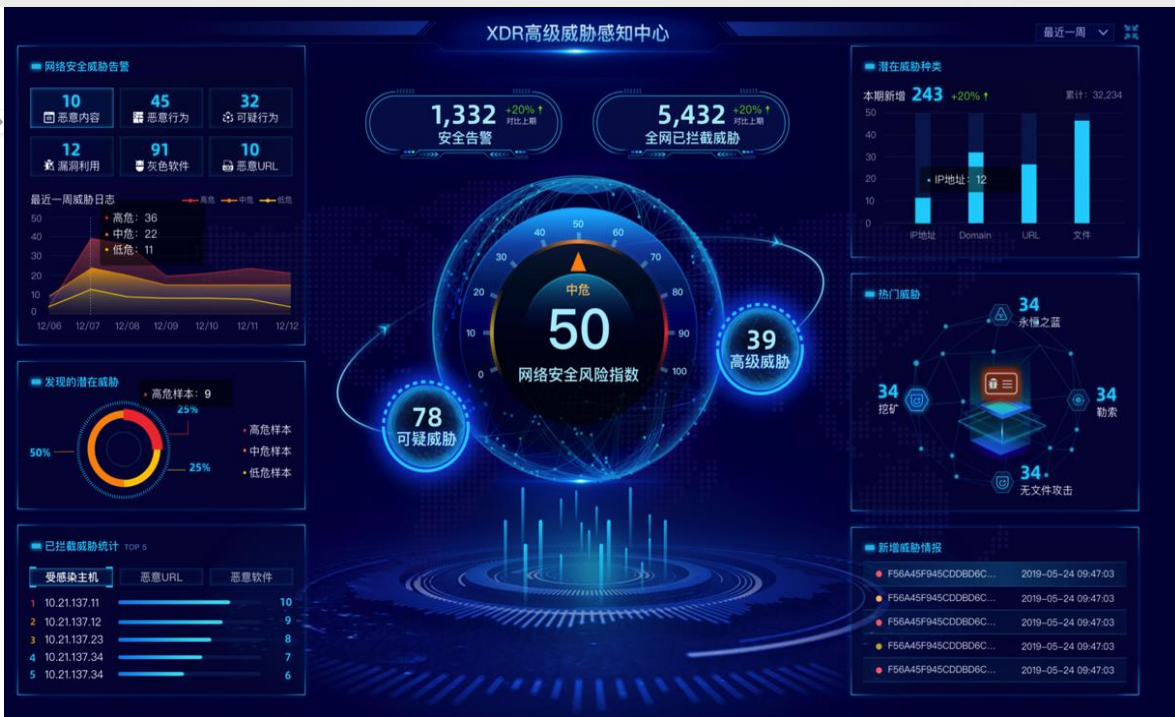 XDR高级威胁感知中心
最近一周
网络安全威胁告警
10 45 32
恶意内容 恶意行为 可疑行为
12 91 10
漏洞利用 灰色软件 恶意URL
最近一周威胁日志 高危 中危 低危
50
40
30
20
10
0
高危：36
中危：22
低危：11
12/06 12/07 12/08 12/09 12/10 12/11 12/12
发现的潜在威胁
高危样本：9
25%
50%
25%
高危样本
中危样本
低危样本
已拦截威胁统计 TOP 5
受感染主机 恶意URL 恶意软件
1 10.21.137.11 10
2 10.21.137.12 9
3 10.21.137.23 8
4 10.21.137.34 7
5 10.21.137.34 6
1,332 +20% 对比上期
安全告警
5,432 +20% 对比上期
全网已拦截威胁
0 10 20 30 40 50 60 70 80 90 100
中危
50
网络安全风险指数
39
高级威胁
78
可疑威胁
潜在威胁种类
本期新增 243 +20% 累计：32,234
50
40
30
20
10
0
IP地址：12
IP地址 Domain URL 文件
热门威胁
34
永恒之蓝
34
挖矿
34
勒索
34
无文件攻击
新增威胁情报
F56A45F945CDDBD6C... 2019-05-24 09:47:03
F56A45F945CDDBD6C... 2019-05-24 09:47:03
F56A45F945CDDBD6C... 2019-05-24 09:47:03
F56A45F945CDDBD6C... 2019-05-24 09:47:03
F56A45F945CDDBD6C... 2019-05-24 09:47:03